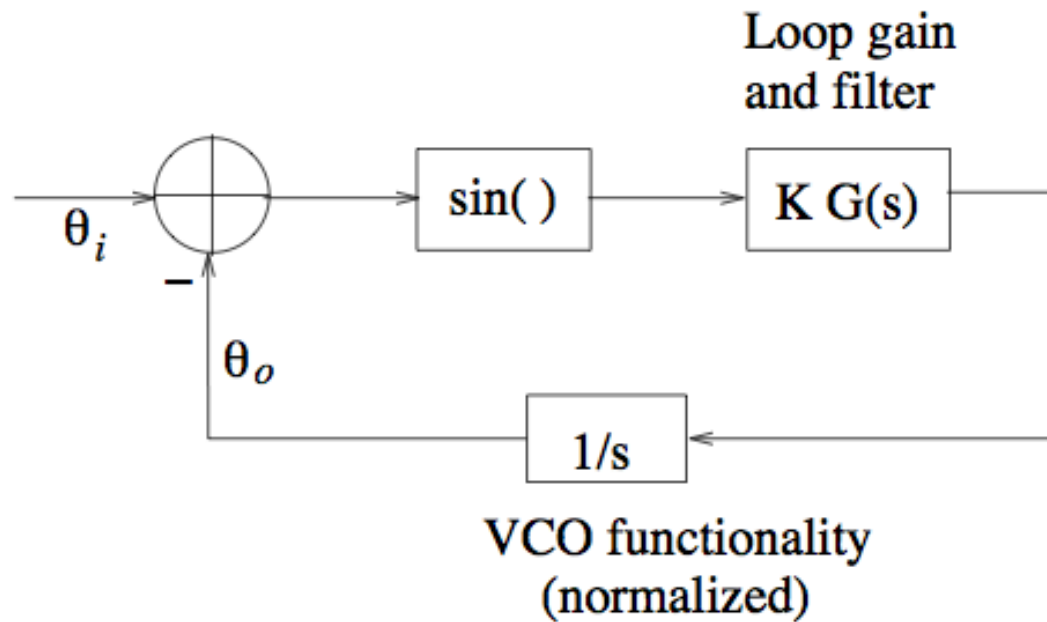 Loop gain
and filter
sin( )
K G(s)
θi
−
θo
1/s
VCO functionality
(normalized)